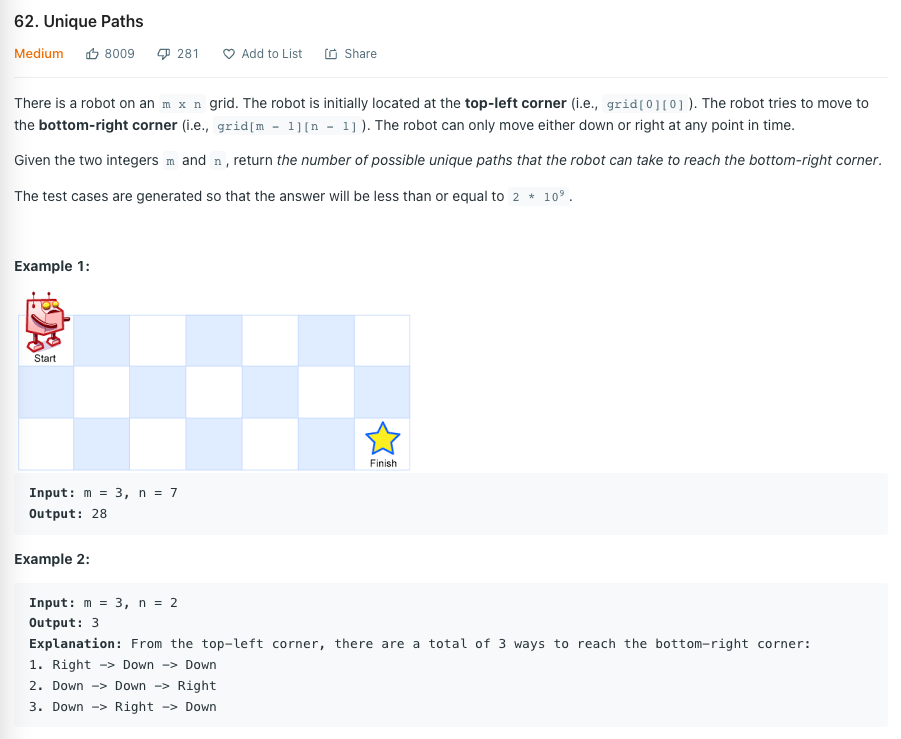 62. Unique Paths
Medium 8009 281 Add to List Share
There is a robot on an m x n grid. The robot is initially located at the top-left corner (i.e., grid[0][0]). The robot tries to move to
the bottom-right corner (i.e., grid[m - 1][n - 1]). The robot can only move either down or right at any point in time.
Given the two integers m and n, return the number of possible unique paths that the robot can take to reach the bottom-right corner.
The test cases are generated so that the answer will be less than or equal to 2 * 10⁹.
Example 1:
Start
Finish
Input: m = 3, n = 7
Output: 28
Example 2:
Input: m = 3, n = 2
Output: 3
Explanation: From the top-left corner, there are a total of 3 ways to reach the bottom-right corner:
1. Right -> Down -> Down
2. Down -> Down -> Right
3. Down -> Right -> Down